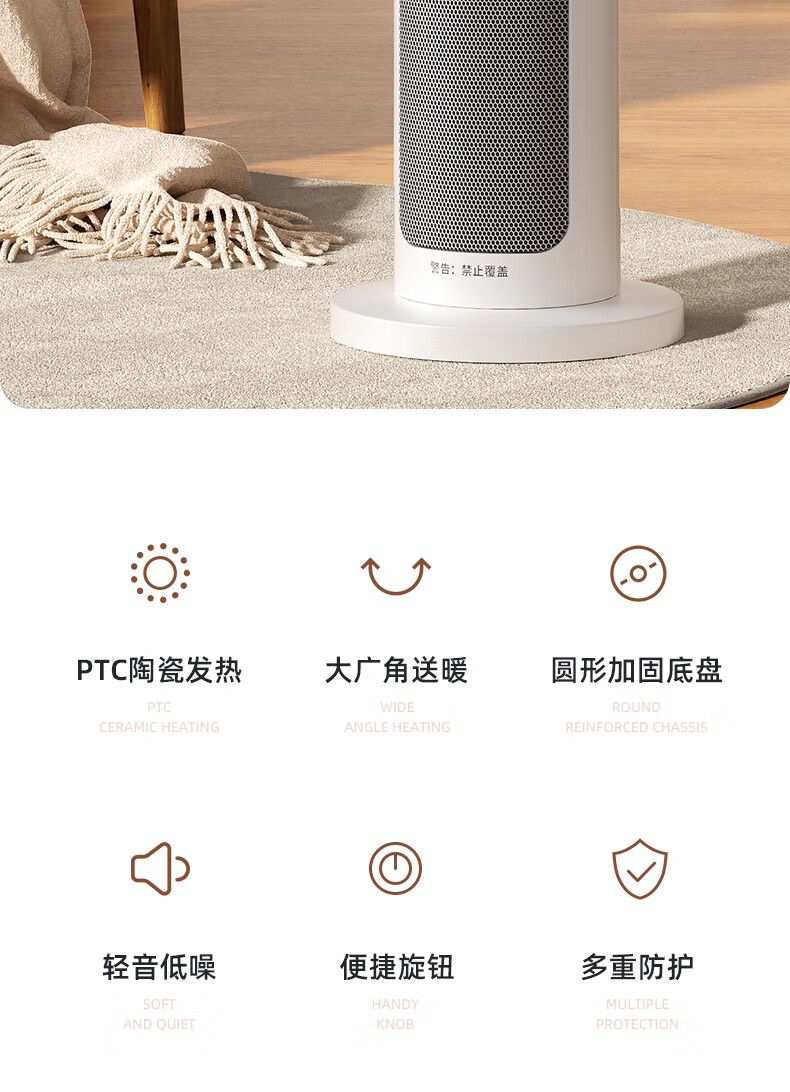 警告：禁止覆盖
PTC陶瓷发热
大广角送暖
圆形加固底盘
PTC
CERAMIC HEATING
WIDE
ANGLE HEATING
ROUND
REINFORCED CHASSIS
轻音低噪
便捷旋钮
多重防护
SOFT
AND QUIET
HANDY
KNOB
MULTIPLE
PROTECTION